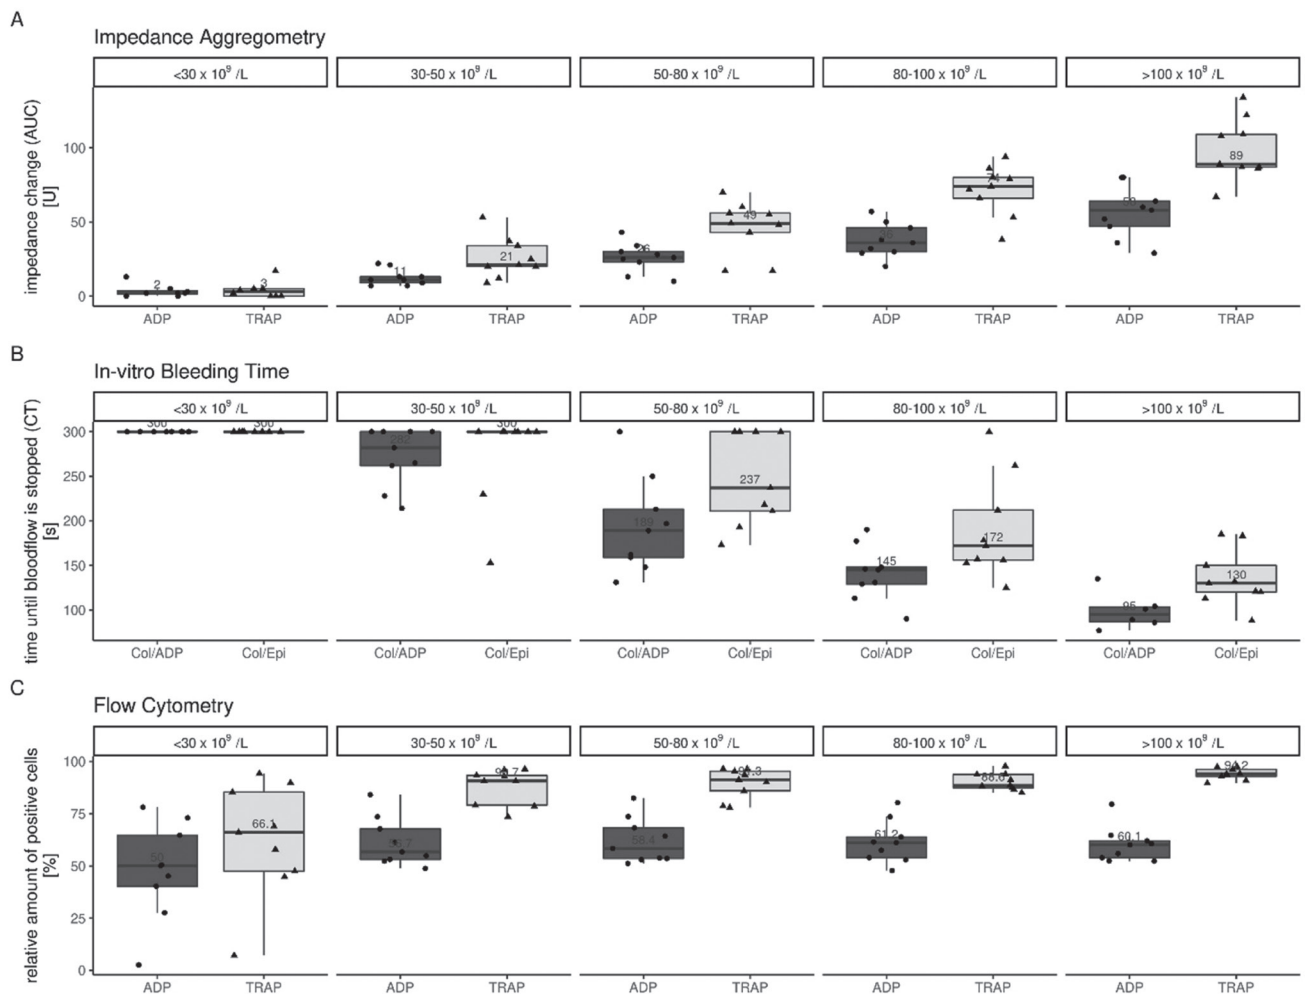 A
Impedance Aggregometry
<30 x 10⁹ /L 30-50 x 10⁹ /L 50-80 x 10⁹ /L 80-100 x 10⁹ /L >100 x 10⁹ /L
impedance change (AUC)
[U]
100
50
0
2 3 11 21 26 49 74 89
ADP TRAP ADP TRAP ADP TRAP ADP TRAP ADP TRAP
B
In-vitro Bleeding Time
<30 x 10⁹ /L 30-50 x 10⁹ /L 50-80 x 10⁹ /L 80-100 x 10⁹ /L >100 x 10⁹ /L
time until bloodflow is stopped (CT)
[s]
300
250
200
150
100
300 300 282 300 189 237 145 172 95 130
Col/ADP Col/Epi Col/ADP Col/Epi Col/ADP Col/Epi Col/ADP Col/Epi Col/ADP Col/Epi
C
Flow Cytometry
<30 x 10⁹ /L 30-50 x 10⁹ /L 50-80 x 10⁹ /L 80-100 x 10⁹ /L >100 x 10⁹ /L
relative amount of positive cells
[%]
100
75
50
25
0
50 66.1 58.4 61.2 88.6 60.1
ADP TRAP ADP TRAP ADP TRAP ADP TRAP ADP TRAP